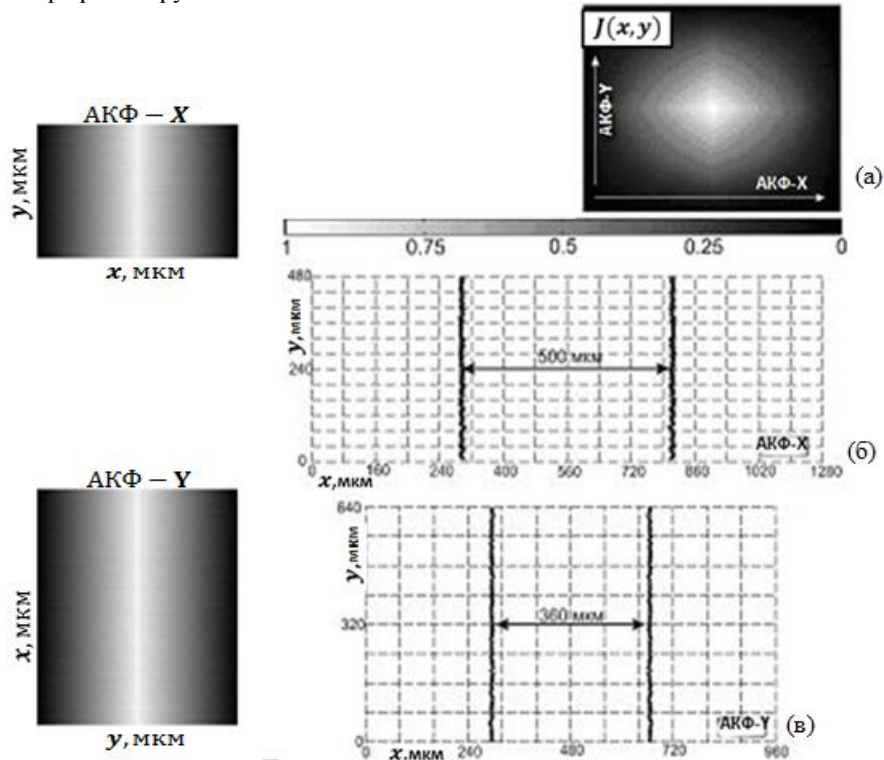 J(x,y)
АКФ-Y
АКФ-X
(а)
АКФ – X
y, мкм
x, мкм
1 0.75 0.5 0.25 0
480
y,мкм
240
0
500 мкм
АКФ-X
(б)
0 160 240 400 560 720 860 1020 1280
x,мкм
АКФ – Y
x, мкм
y, мкм
640
y,мкм
320
360 мкм
АКФ-Y
(в)
0 240 480 720 960
x,мкм